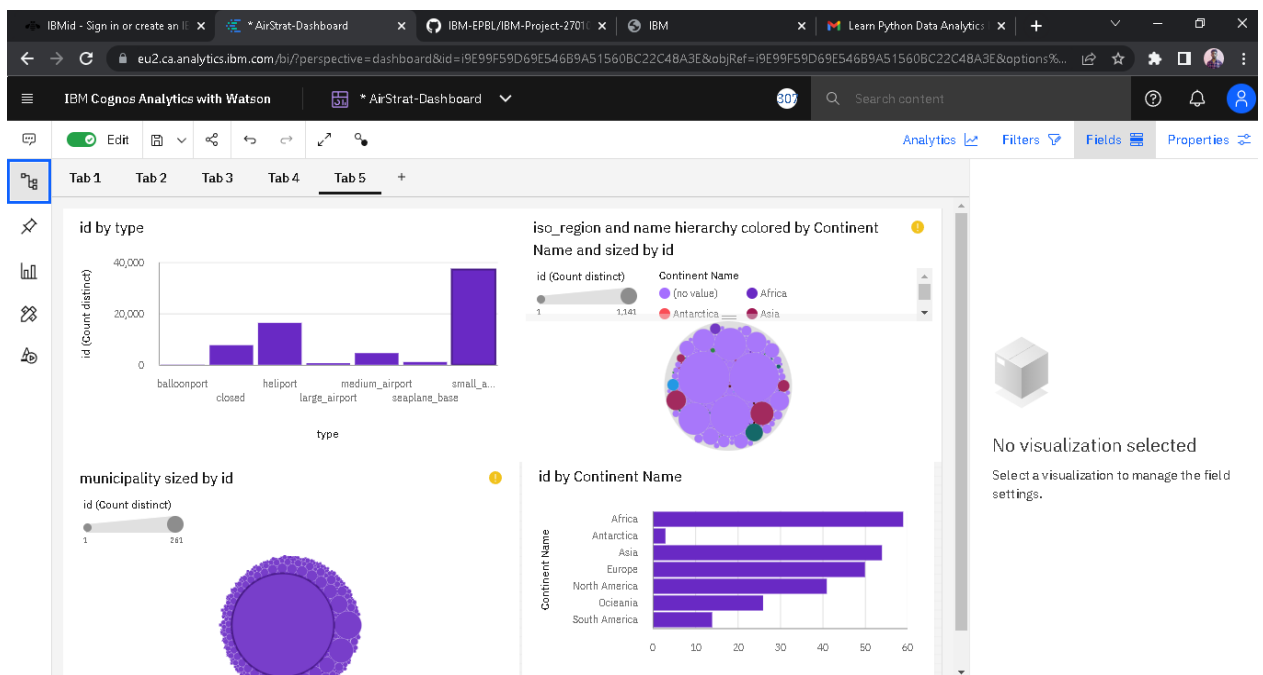 IBMid - Sign in or create an IE
* AirStrat-Dashboard
IBM-EPBL/IBM-Project-27010
IBM
Learn Python Data Analytics
eu2.ca.analytics.ibm.com/bi/?perspective=dashboard&id=i9E99F59D69E546B9A51560BC22C48A3E&objRef=i9E99F59D69E546B9A51560BC22C48A3E&options%...
IBM Cognos Analytics with Watson
* AirStrat-Dashboard
307
Search content
Edit
Analytics
Filters
Fields
Properties
Tab 1
Tab 2
Tab 3
Tab 4
Tab 5
+
id by type
id (Count distinct)
40,000
20,000
0
balloonport
closed
heliport
large_airport
medium_airport
seaplane_base
small_a...
type
iso_region and name hierarchy colored by Continent
Name and sized by id
id (Count distinct)
1
1,141
Continent Name
(no value)
Africa
Antarctica
Asia
municipality sized by id
id (Count distinct)
1
261
id by Continent Name
Continent Name
Africa
Antarctica
Asia
Europe
North America
Ocieania
South America
0 10 20 30 40 50 60
No visualization selected
Select a visualization to manage the field
settings.